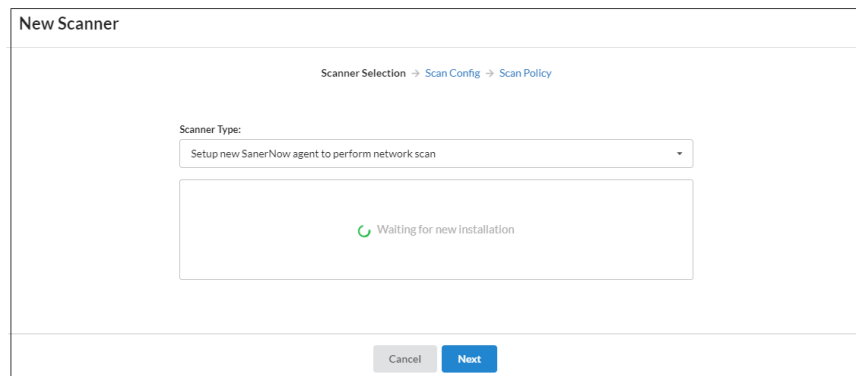 New Scanner
Scanner Selection → Scan Config → Scan Policy
Scanner Type:
Setup new SanerNow agent to perform network scan
Waiting for new installation
Cancel Next